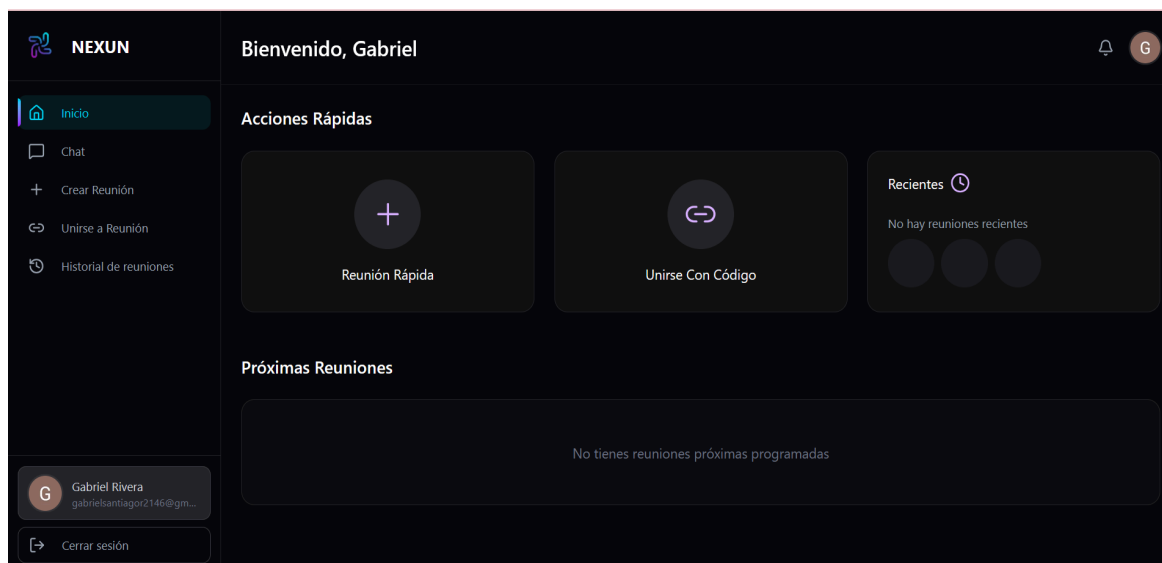 NEXUN
Inicio
Chat
Crear Reunión
Unirse a Reunión
Historial de reuniones
G
Gabriel Rivera
gabrielsantiagor2146@gm...
Cerrar sesión
Bienvenido, Gabriel
G
Acciones Rápidas
Reunión Rápida
Unirse Con Código
Recientes
No hay reuniones recientes
Próximas Reuniones
No tienes reuniones próximas programadas